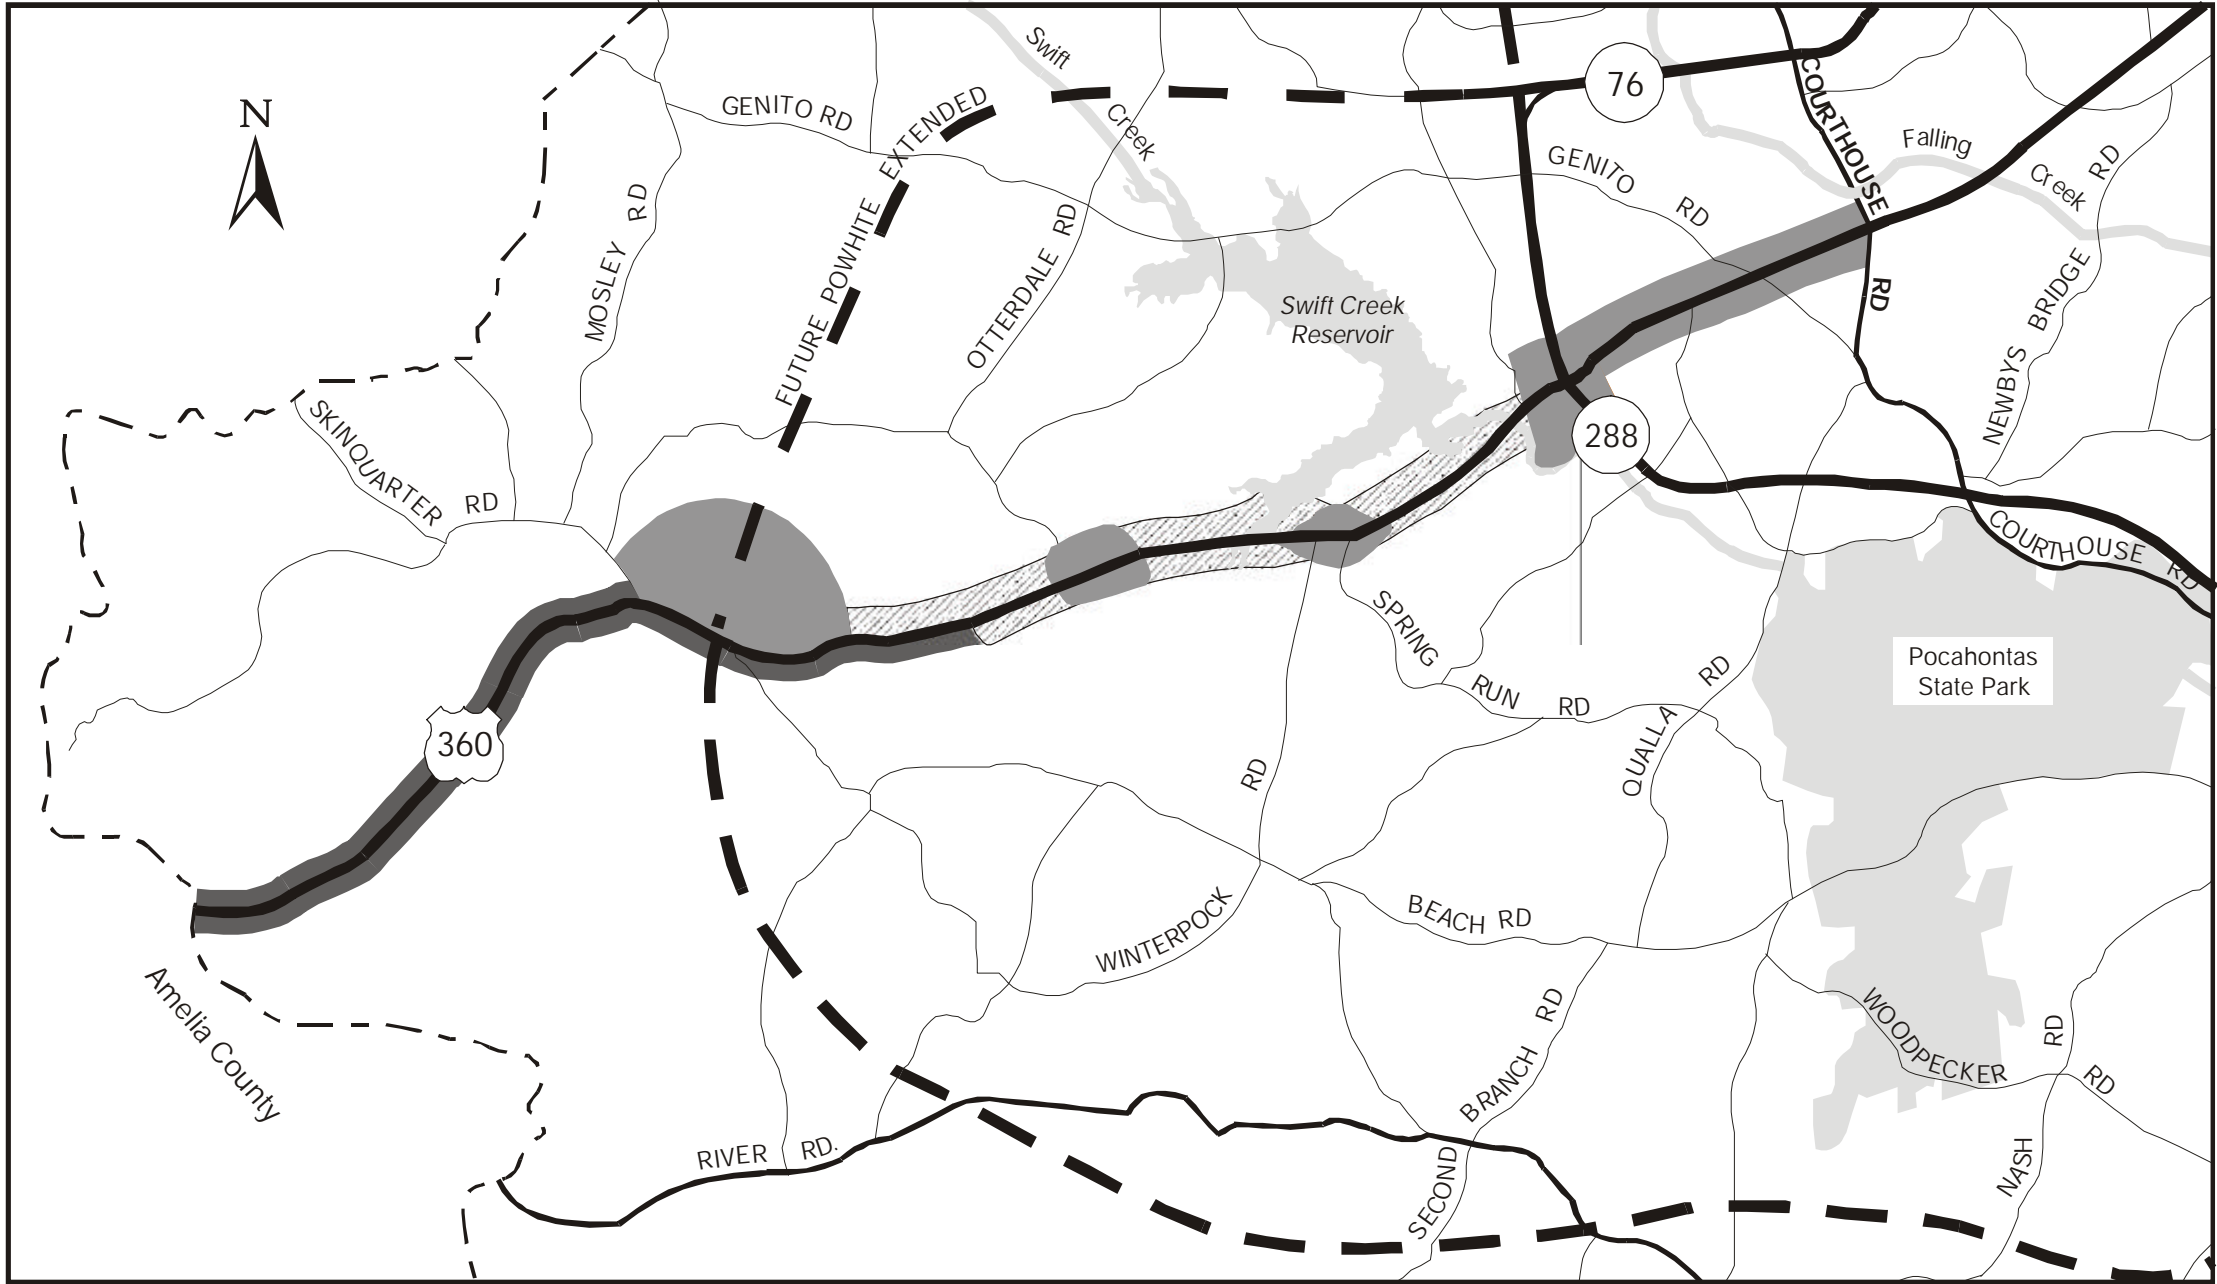 Swift
Creek
76
COURTHOUSE
RD
N
GENITO RD
FUTURE POWHITE EXTENDED
Falling
Creek
GENITO
RD
MOSLEY RD
OTTERDALE RD
NEWBYS BRIDGE RD
Swift Creek
Reservoir
SKINQUARTER
RD
288
COURTHOUSE RD
SPRING
RUN
RD
QUALLA
RD
Pocahontas
State Park
360
WINTERPOCK
RD
BEACH RD
Amelia County
WOODPECKER
RD
SECOND BRANCH RD
NASH
RD
RIVER RD.